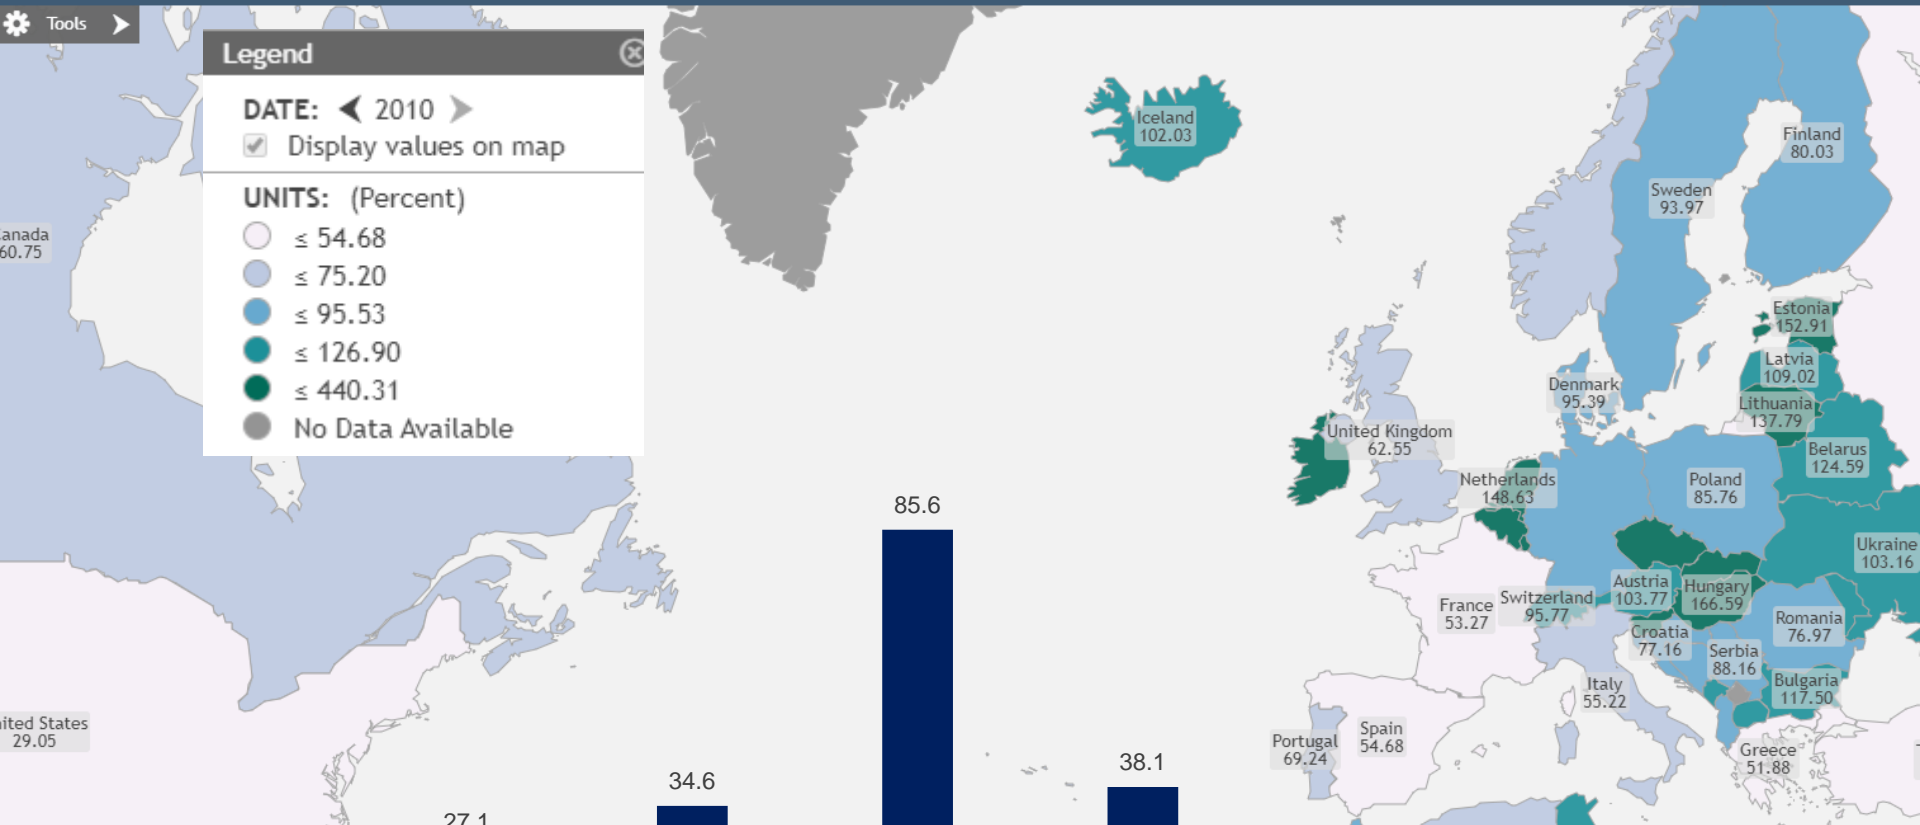 Tools
Legend
DATE: 2010
Display values on map
UNITS: (Percent)
≤ 54.68
≤ 75.20
≤ 95.53
≤ 126.90
≤ 440.31
No Data Available
anada
60.75
ited States
29.05
Iceland
102.03
Finland
80.03
Sweden
93.97
Estonia
152.91
Latvia
109.02
Denmark
95.39
Lithuania
137.79
United Kingdom
62.55
Belarus
124.59
Netherlands
148.63
Poland
85.76
Ukraine
103.16
Austria
103.77
Hungary
166.59
Switzerland
95.77
France
53.27
Romania
76.97
Croatia
77.16
Serbia
88.16
Bulgaria
117.50
Italy
55.22
Spain
54.68
Portugal
69.24
Greece
51.88
85.6
38.1
34.6
27.1